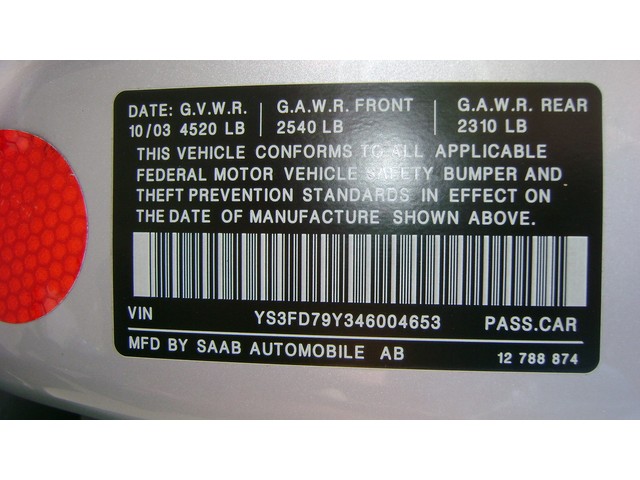 DATE: G.V.W.R. G.A.W.R. FRONT G.A.W.R. REAR
10/03 4520 LB 2540 LB 2310 LB
THIS VEHICLE CONFORMS TO ALL APPLICABLE
FEDERAL MOTOR VEHICLE SAFETY BUMPER AND
THEFT PREVENTION STANDARDS IN EFFECT ON
THE DATE OF MANUFACTURE SHOWN ABOVE.
VIN YS3FD79Y346004653 PASS.CAR
MFD BY SAAB AUTOMOBILE AB 12 788 874